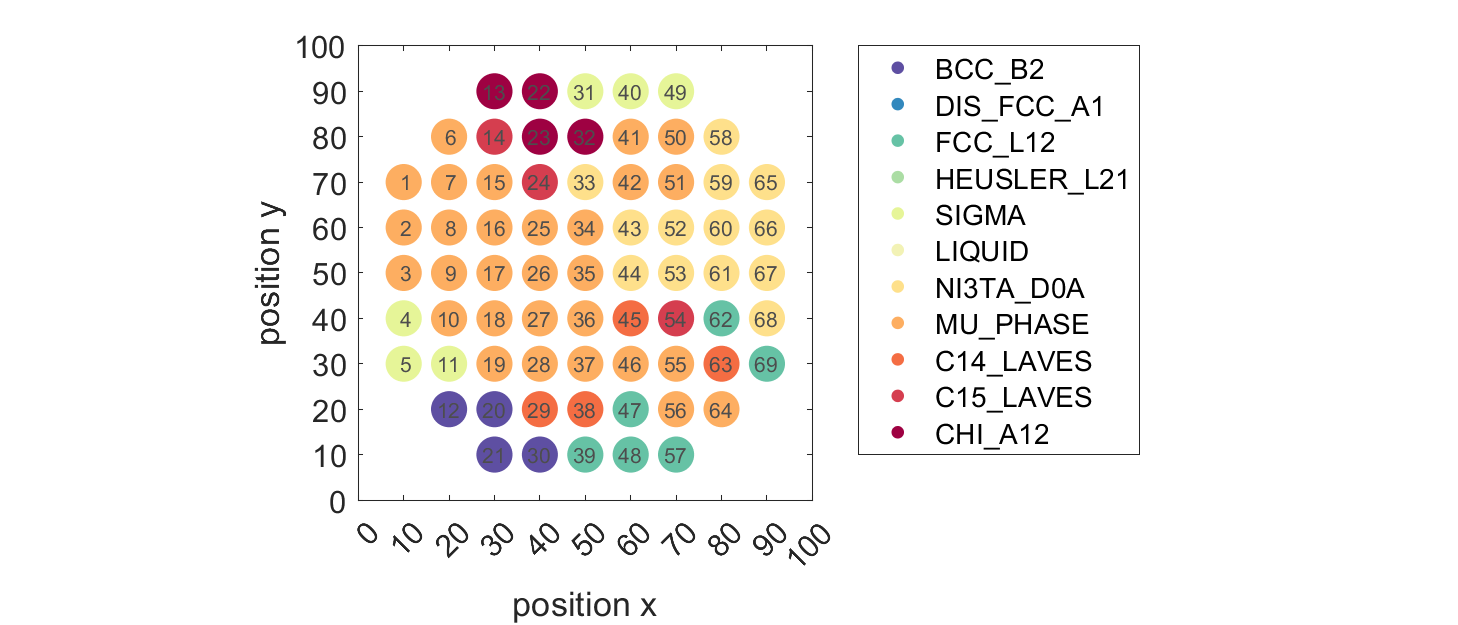 100
90 13 22 31 40 49
80 6 14 23 32 41 50 58
70 1 7 15 24 33 42 51 59 65
60 2 8 16 25 34 43 52 60 66
50 3 9 17 26 35 44 53 61 67
40 4 10 18 27 36 45 54 62 68
30 5 11 19 28 37 46 55 63 69
20 12 20 29 38 47 56 64
10 21 30 39 48 57
0
0 10 20 30 40 50 60 70 80 90 100
position x
position y
BCC_B2
DIS_FCC_A1
FCC_L12
HEUSLER_L21
SIGMA
LIQUID
NI3TA_D0A
MU_PHASE
C14_LAVES
C15_LAVES
CHI_A12